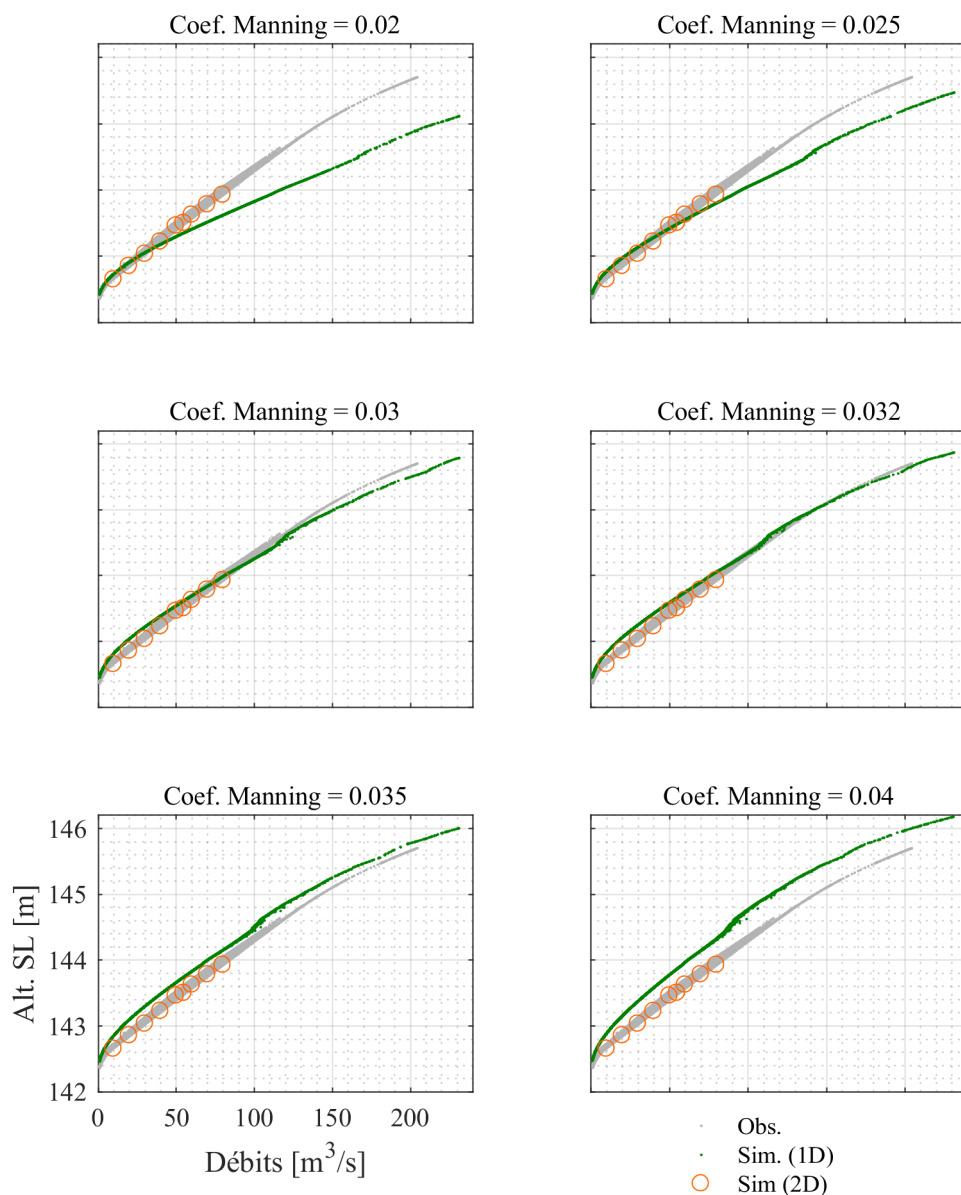 Coef. Manning = 0.02
Coef. Manning = 0.025
Coef. Manning = 0.03
Coef. Manning = 0.032
Coef. Manning = 0.035
Coef. Manning = 0.04
146
145
144
143
142
Alt. SL [m]
0 50 100 150 200
Débits [m³/s]
Obs.
Sim. (1D)
Sim (2D)